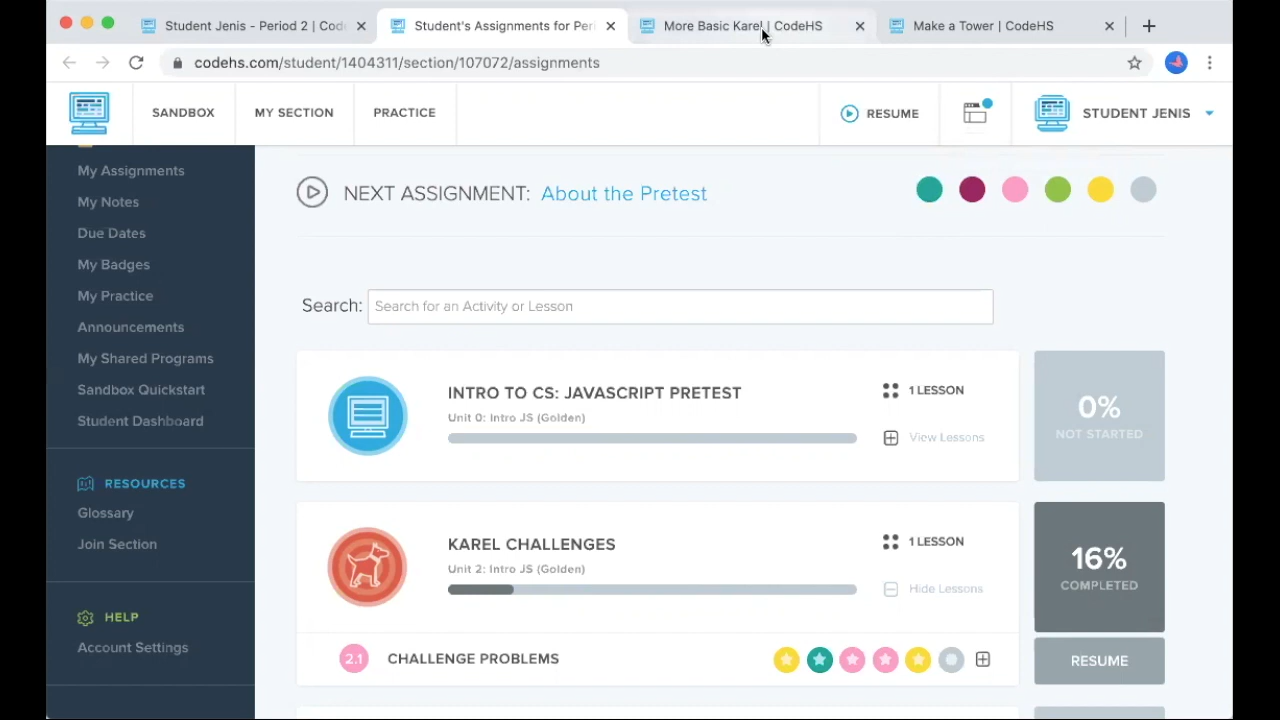 Student Jenis - Period 2 | Cod
Student's Assignments for Peri
More Basic Karel | CodeHS
Make a Tower | CodeHS
codehs.com/student/1404311/section/107072/assignments
SANDBOX
MY SECTION
PRACTICE
RESUME
STUDENT JENIS
My Assignments
My Notes
Due Dates
My Badges
My Practice
Announcements
My Shared Programs
Sandbox Quickstart
Student Dashboard
RESOURCES
Glossary
Join Section
HELP
Account Settings
NEXT ASSIGNMENT: About the Pretest
Search: Search for an Activity or Lesson
INTRO TO CS: JAVASCRIPT PRETEST
Unit 0: Intro JS (Golden)
1 LESSON
View Lessons
0%
NOT STARTED
KAREL CHALLENGES
Unit 2: Intro JS (Golden)
1 LESSON
Hide Lessons
16%
COMPLETED
2.1 CHALLENGE PROBLEMS
RESUME